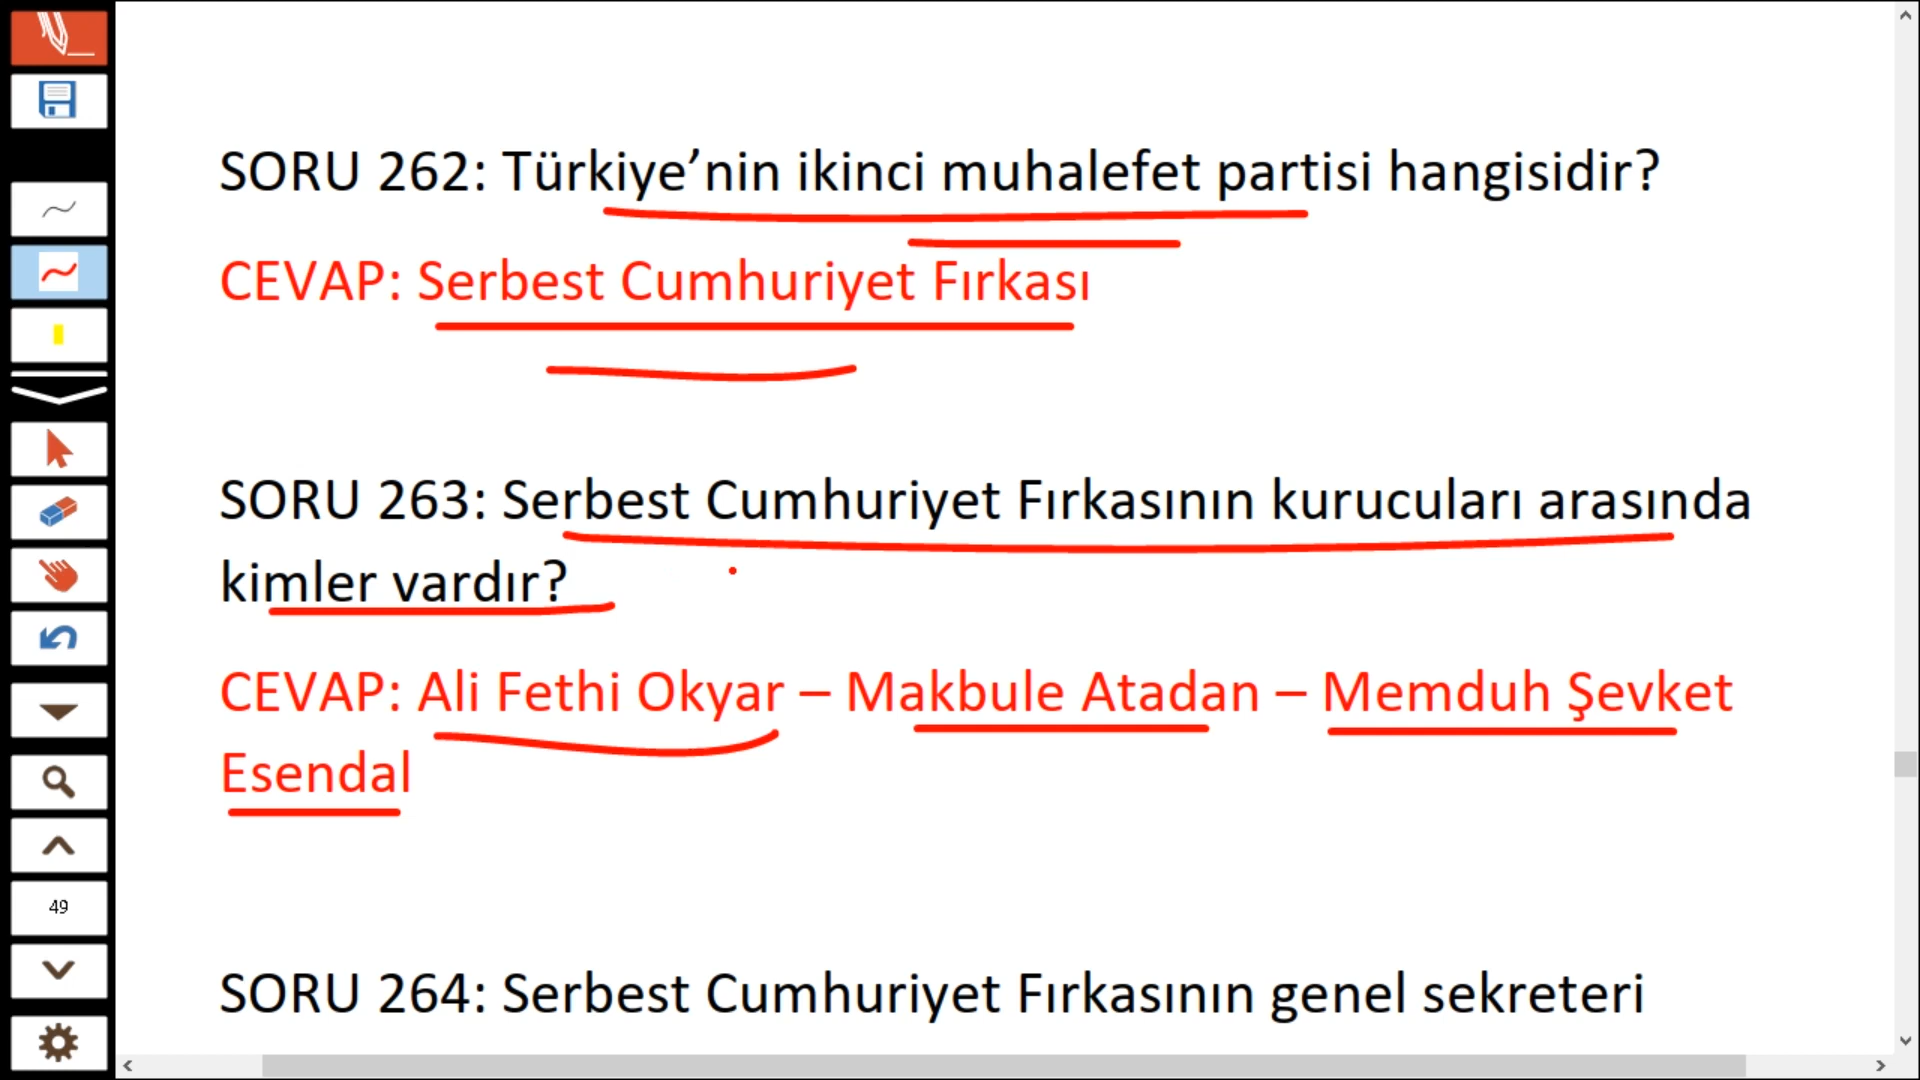 SORU 262: Türkiye’nin ikinci muhalefet partisi hangisidir?
CEVAP: Serbest Cumhuriyet Fırkası
SORU 263: Serbest Cumhuriyet Fırkasının kurucuları arasında
kimler vardır?
CEVAP: Ali Fethi Okyar – Makbule Atadan – Memduh Şevket
Esendal
49
SORU 264: Serbest Cumhuriyet Fırkasının genel sekreteri